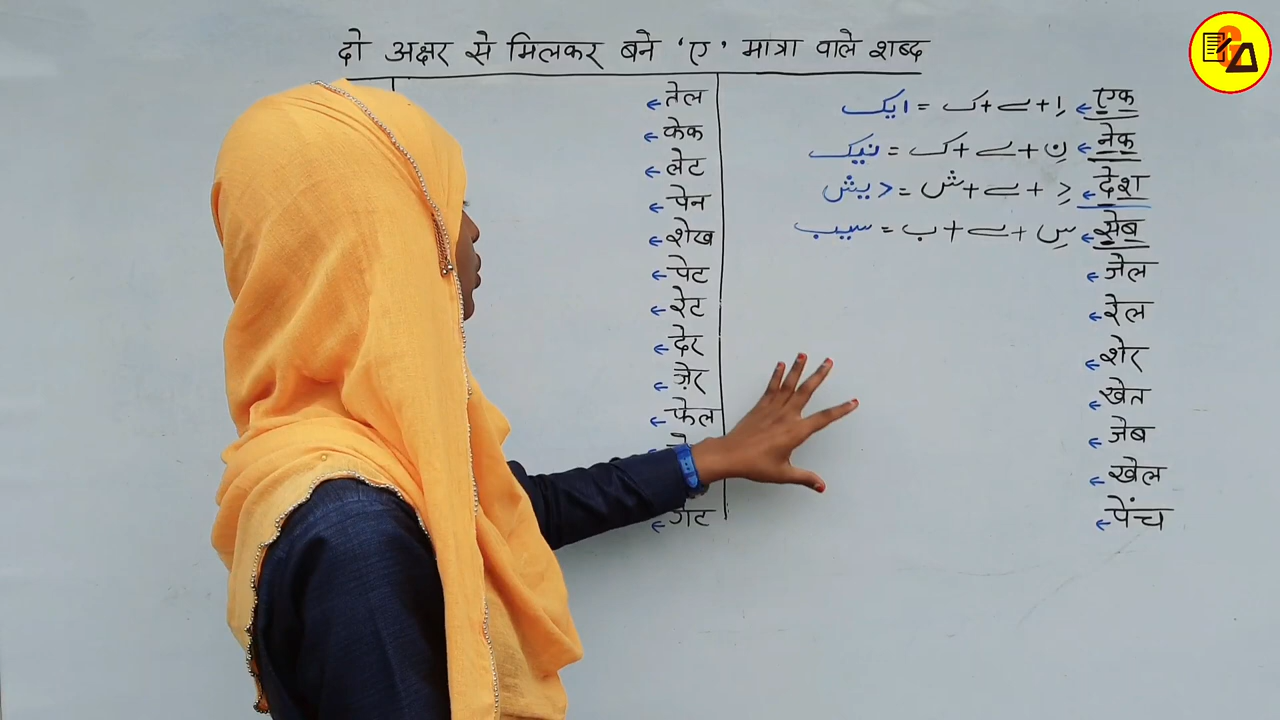 दो अक्षर से मिलकर बने 'ए' मात्रा वाले शब्द
एक ← اِ + ے + ک = ایک
नेक ← نِ + ے + ک = نیک
देश ← دِ + ے + ش = دیش
सेब ← سِ + ے + ب = سیب
जेल ←
रेल ←
शेर ←
खेत ←
जेब ←
खेल ←
पेंच ←
तेल ←
केक ←
लेट ←
पेन ←
शेख ←
पेट ←
रेट ←
देर ←
ज़ेर ←
फेल ←
गेट ←